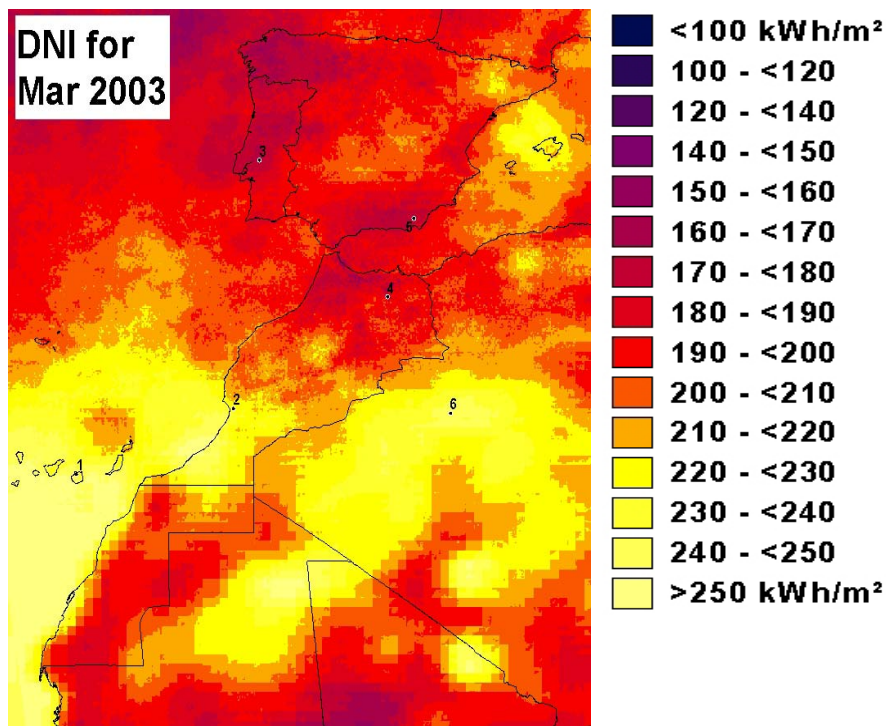 DNI for
Mar 2003
<100 kWh/m²
100 - <120
120 - <140
140 - <150
150 - <160
160 - <170
170 - <180
180 - <190
190 - <200
200 - <210
210 - <220
220 - <230
230 - <240
240 - <250
>250 kWh/m²
3
5
4
2
6
1